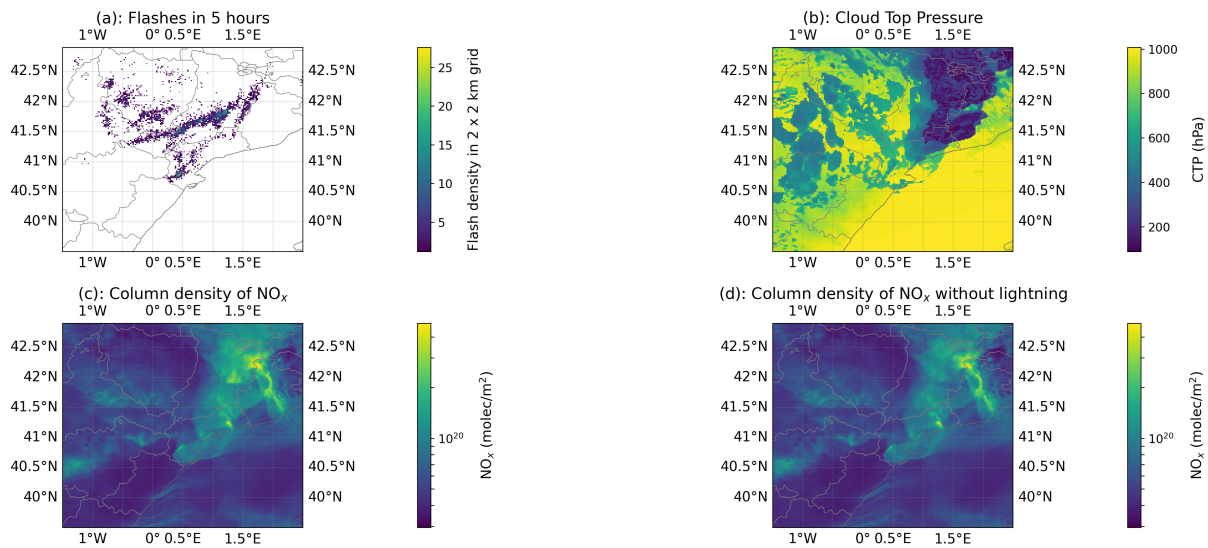 (a): Flashes in 5 hours
1°W 0° 0.5°E 1.5°E
42.5°N 42.5°N
42°N 42°N
41.5°N 41.5°N
41°N 41°N
40.5°N 40.5°N
40°N 40°N
1°W 0° 0.5°E 1.5°E
25
20
15
10
5
Flash density in 2 x 2 km grid
(b): Cloud Top Pressure
1°W 0° 0.5°E 1.5°E
42.5°N 42.5°N
42°N 42°N
41.5°N 41.5°N
41°N 41°N
40.5°N 40.5°N
40°N 40°N
1°W 0° 0.5°E 1.5°E
1000
800
600
400
200
CTP (hPa)
(c): Column density of NOₓ
1°W 0° 0.5°E 1.5°E
42.5°N 42.5°N
42°N 42°N
41.5°N 41.5°N
41°N 41°N
40.5°N 40.5°N
40°N 40°N
1°W 0° 0.5°E 1.5°E
10²⁰
NOₓ (molec/m²)
(d): Column density of NOₓ without lightning
1°W 0° 0.5°E 1.5°E
42.5°N 42.5°N
42°N 42°N
41.5°N 41.5°N
41°N 41°N
40.5°N 40.5°N
40°N 40°N
1°W 0° 0.5°E 1.5°E
10²⁰
NOₓ (molec/m²)